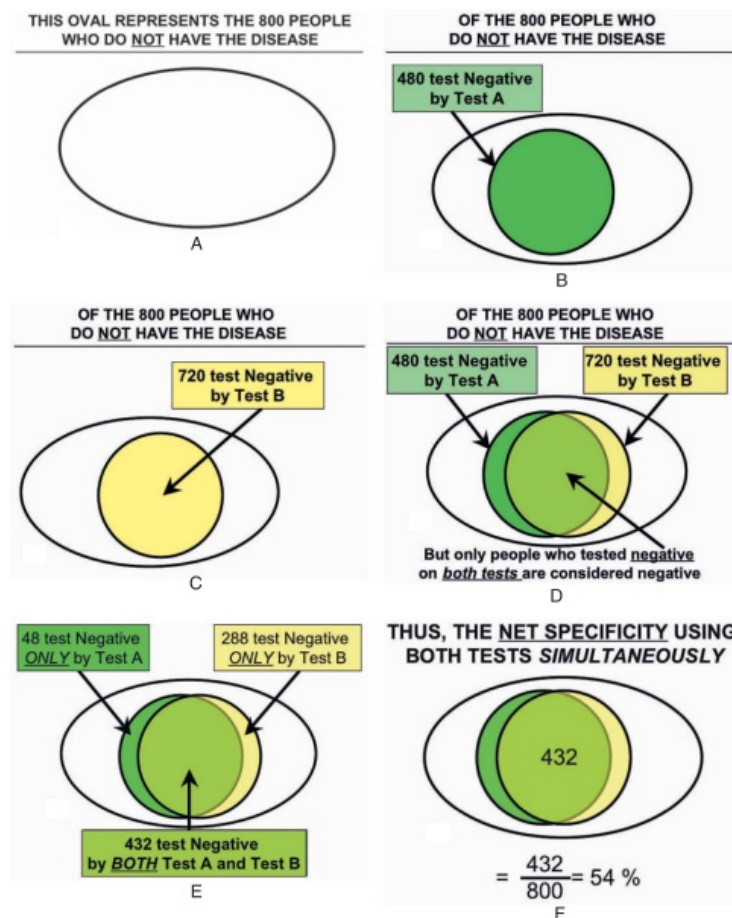 THIS OVAL REPRESENTS THE 800 PEOPLE
WHO DO NOT HAVE THE DISEASE
A
OF THE 800 PEOPLE WHO
DO NOT HAVE THE DISEASE
480 test Negative
by Test A
B
OF THE 800 PEOPLE WHO
DO NOT HAVE THE DISEASE
720 test Negative
by Test B
C
OF THE 800 PEOPLE WHO
DO NOT HAVE THE DISEASE
480 test Negative
by Test A
720 test Negative
by Test B
But only people who tested negative
on both tests are considered negative
D
48 test Negative
ONLY by Test A
288 test Negative
ONLY by Test B
432 test Negative
by BOTH Test A and Test B
E
THUS, THE NET SPECIFICITY USING
BOTH TESTS SIMULTANEOUSLY
432
= 432/800 = 54 %
F